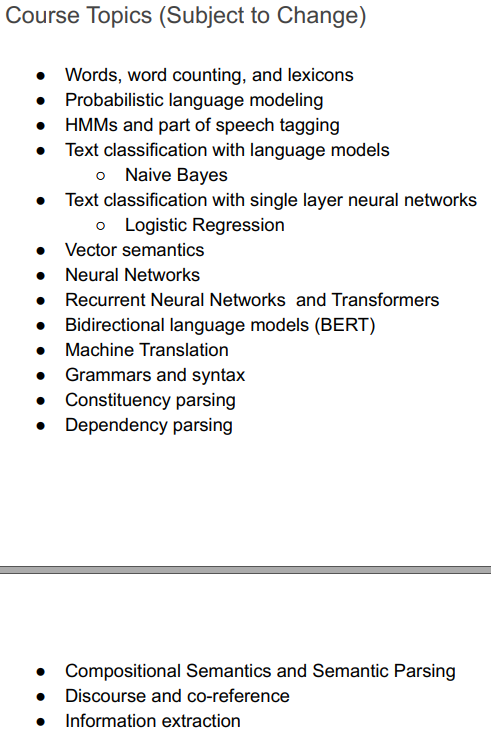 Course Topics (Subject to Change)
● Words, word counting, and lexicons
● Probabilistic language modeling
● HMMs and part of speech tagging
● Text classification with language models
○ Naive Bayes
● Text classification with single layer neural networks
○ Logistic Regression
● Vector semantics
● Neural Networks
● Recurrent Neural Networks and Transformers
● Bidirectional language models (BERT)
● Machine Translation
● Grammars and syntax
● Constituency parsing
● Dependency parsing
● Compositional Semantics and Semantic Parsing
● Discourse and co-reference
● Information extraction